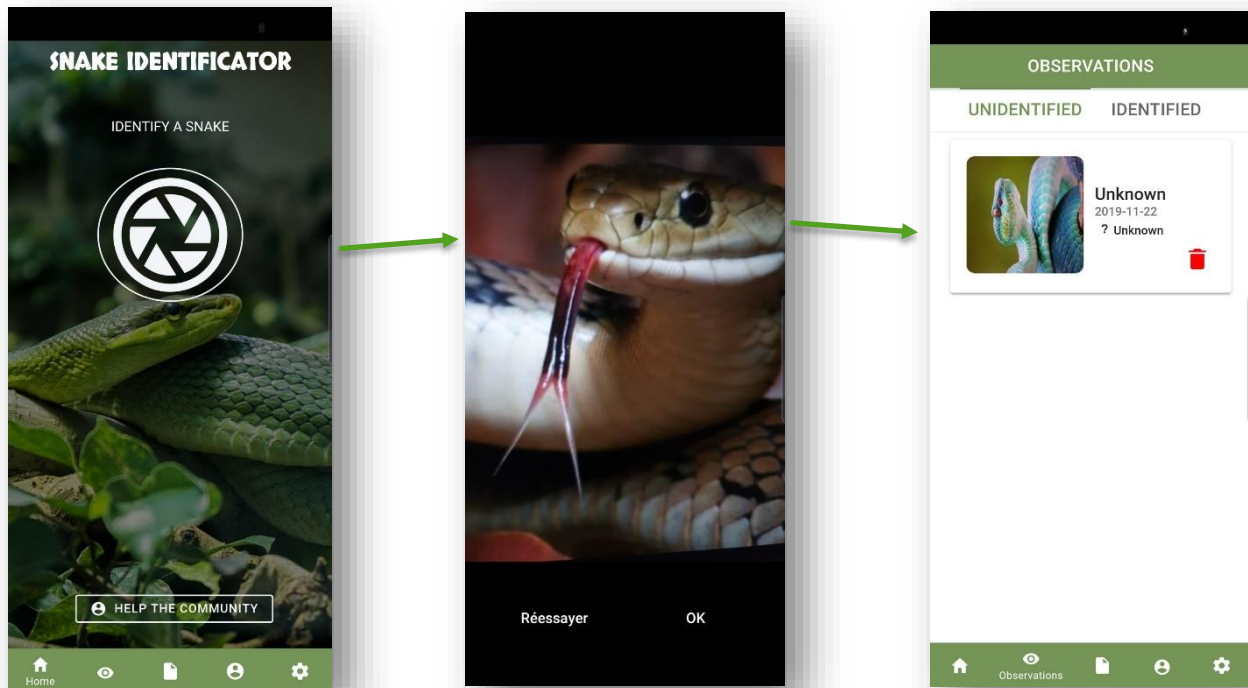 SNAKE IDENTIFICATOR
IDENTIFY A SNAKE
HELP THE COMMUNITY
Home
Réessayer
OK
OBSERVATIONS
UNIDENTIFIED IDENTIFIED
Unknown
2019-11-22
? Unknown
Observations